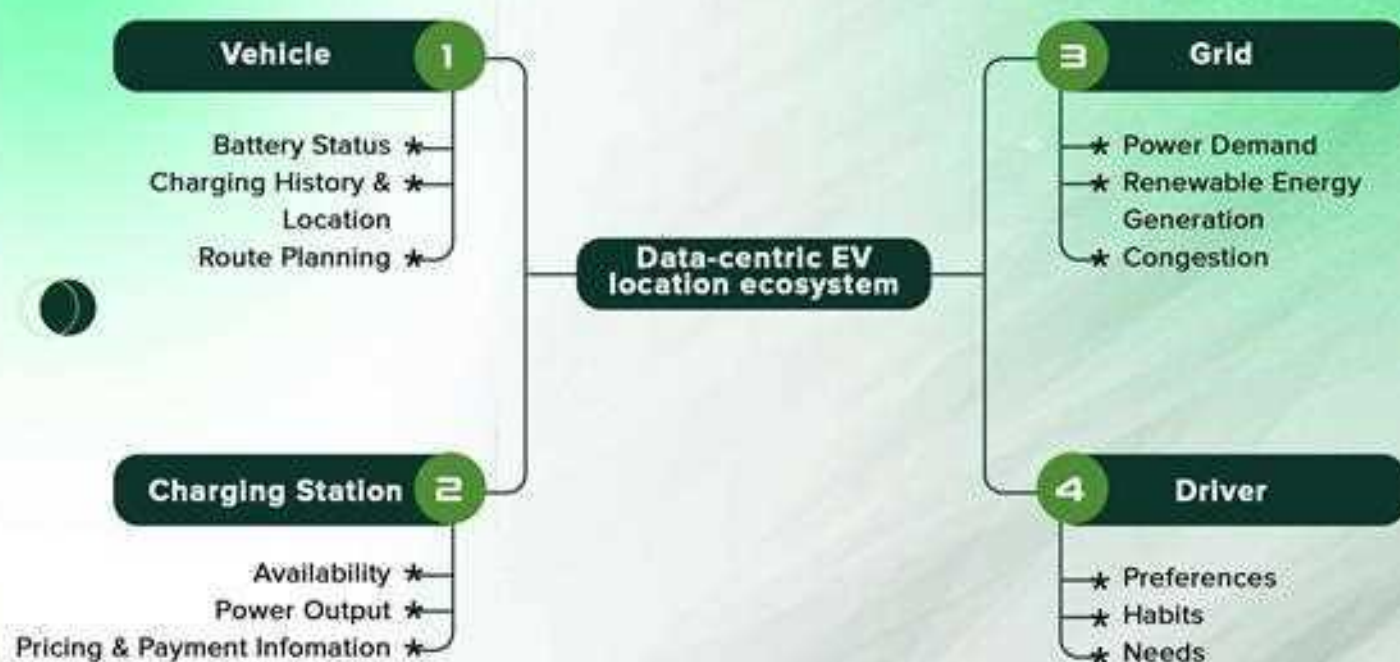 Vehicle 1
Battery Status *
Charging History & *
Location
Route Planning *
Charging Station 2
Availability *
Power Output *
Pricing & Payment Infomation *
Data-centric EV
location ecosystem
3 Grid
* Power Demand
* Renewable Energy
Generation
* Congestion
4 Driver
* Preferences
* Habits
* Needs